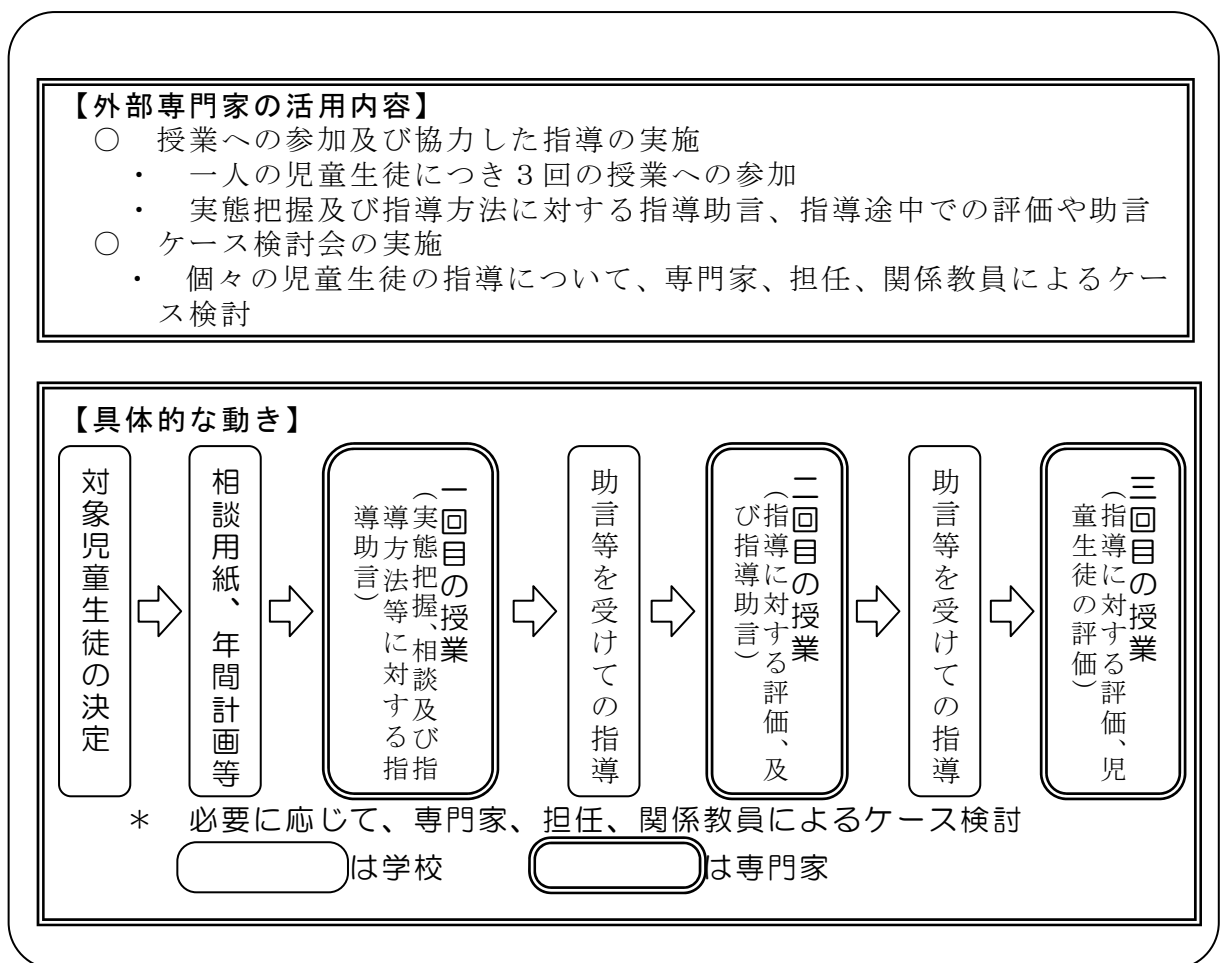 【外部専門家の活用内容】
○ 授業への参加及び協力した指導の実施
・ 一人の児童生徒につき３回の授業への参加
・ 実態把握及び指導方法に対する指導助言、指導途中での評価や助言
○ ケース検討会の実施
・ 個々の児童生徒の指導について、専門家、担任、関係教員によるケー
ス検討
【具体的な動き】
対象児童生徒の決定
相談用紙、年間計画等
一回目の授業
（実態把握、相談及び指
導方法等に対する指
導助言）
助言等を受けての指導
二回目の授業
（指導に対する評価、及
び指導助言）
助言等を受けての指導
三回目の授業
（指導に対する評価、児
童生徒の評価）
＊ 必要に応じて、専門家、担任、関係教員によるケース検討
は学校 は専門家